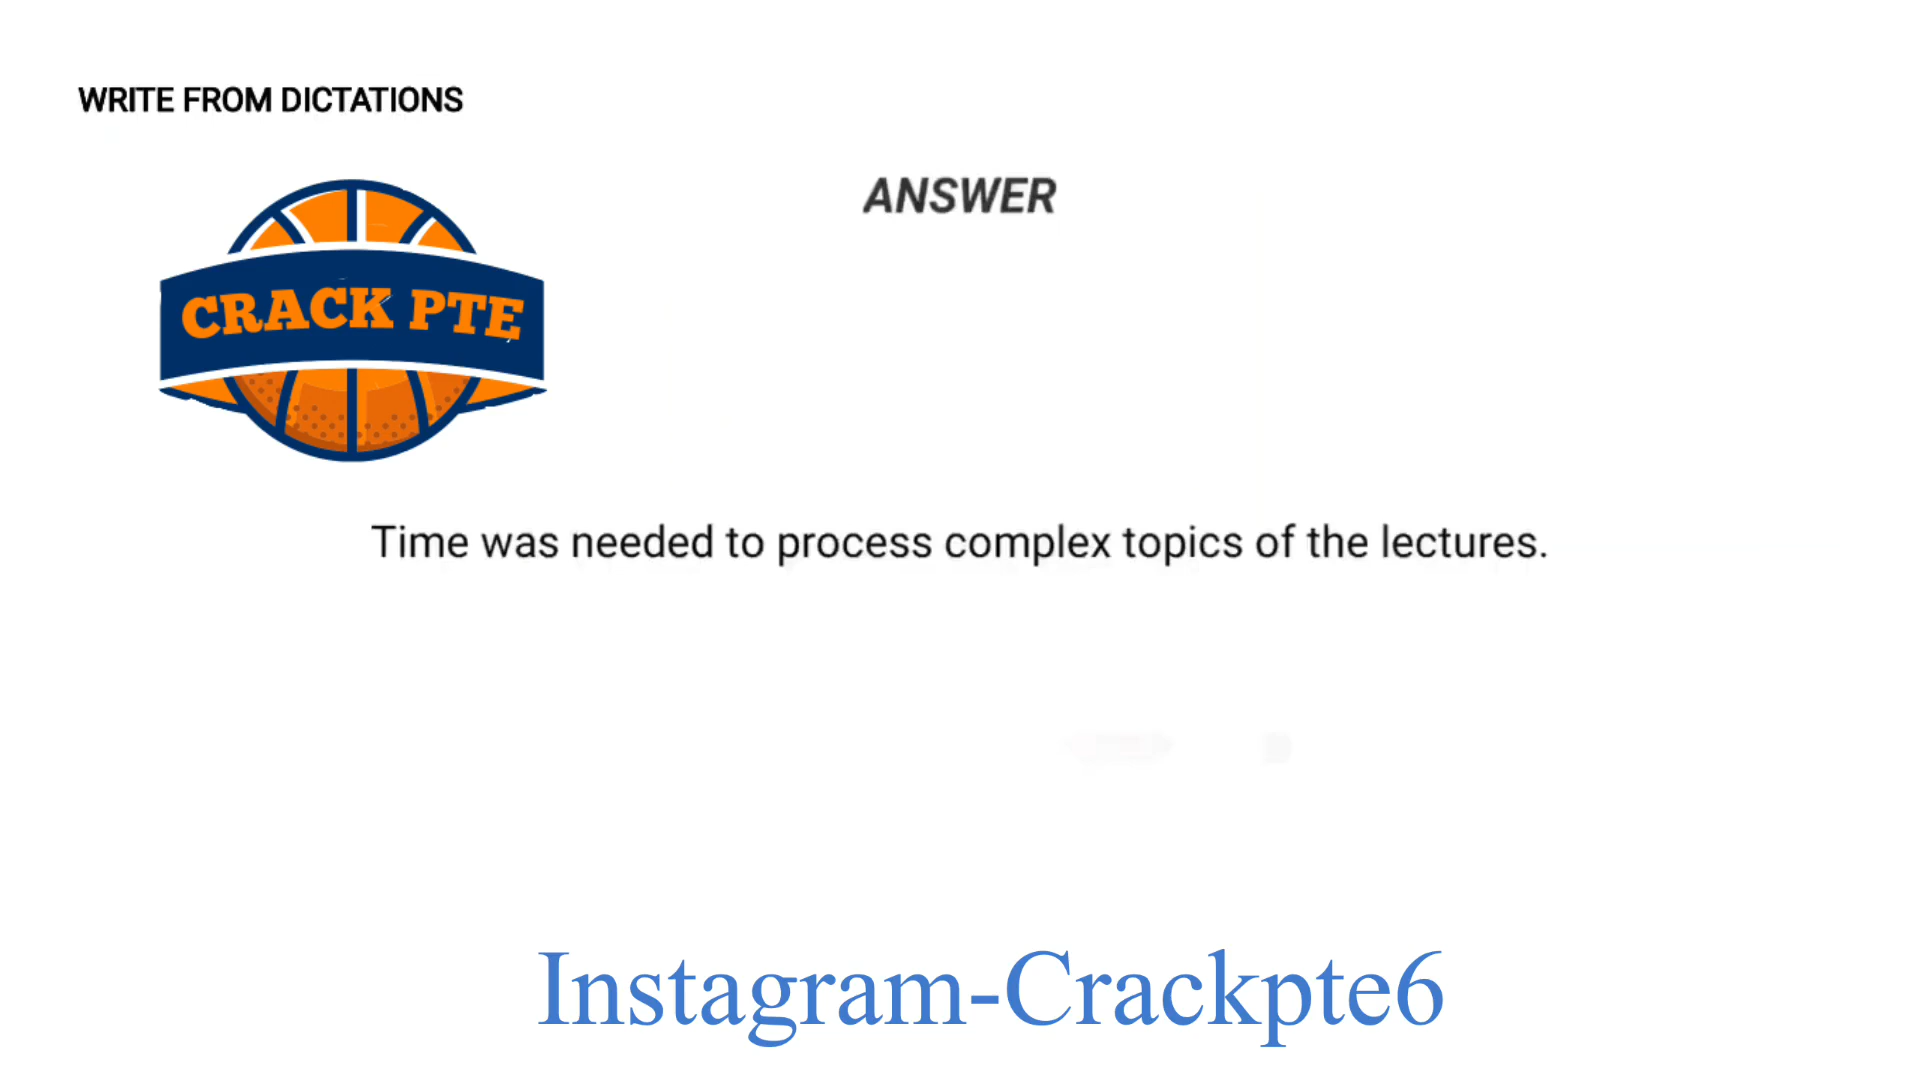 WRITE FROM DICTATIONS
ANSWER
CRACK PTE
Time was needed to process complex topics of the lectures.
Instagram-Crackpte6